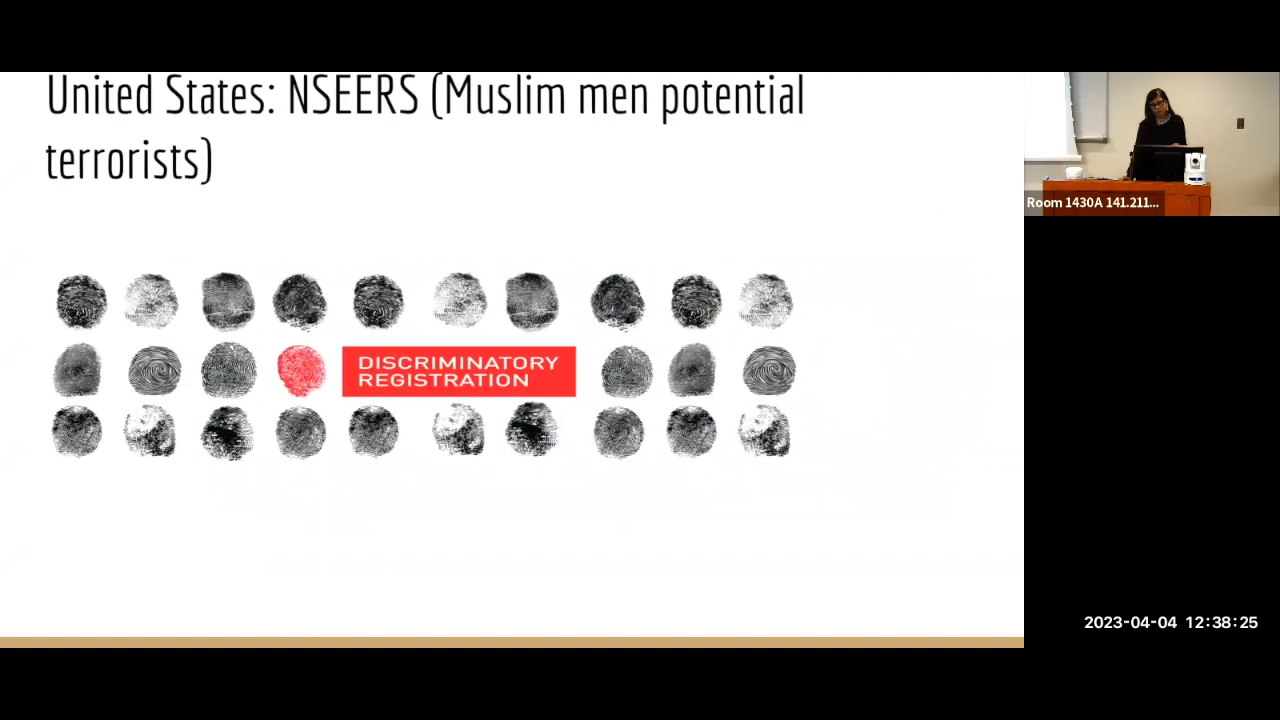 United States: NSEERS (Muslim men potential
terrorists)
DISCRIMINATORY
REGISTRATION
Room 1430A 141.211...
2023-04-04 12:38:25